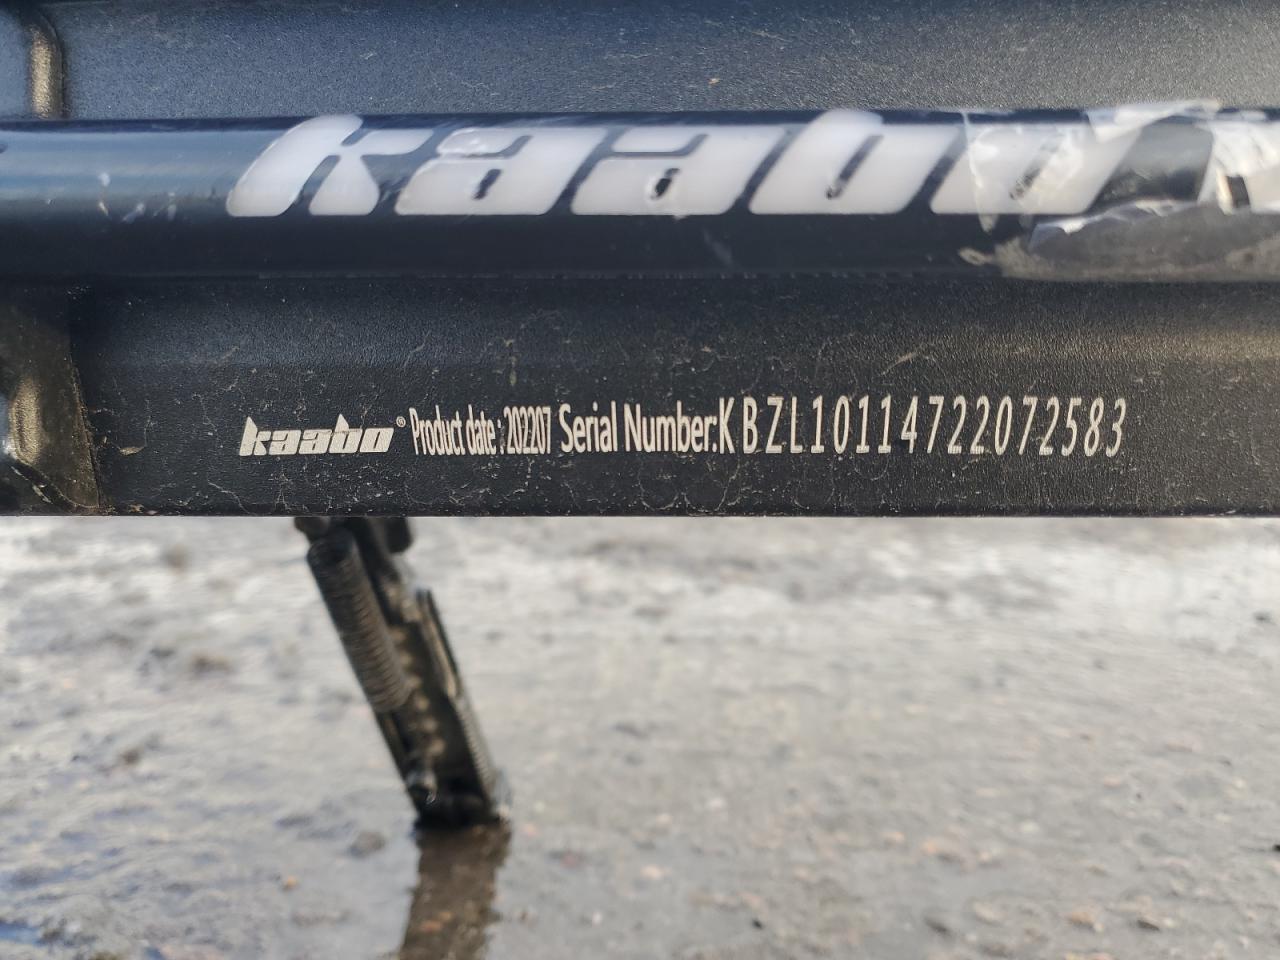 kaabo
kaabo® Product date : 202207 Serial Number:KBZL10114722072583